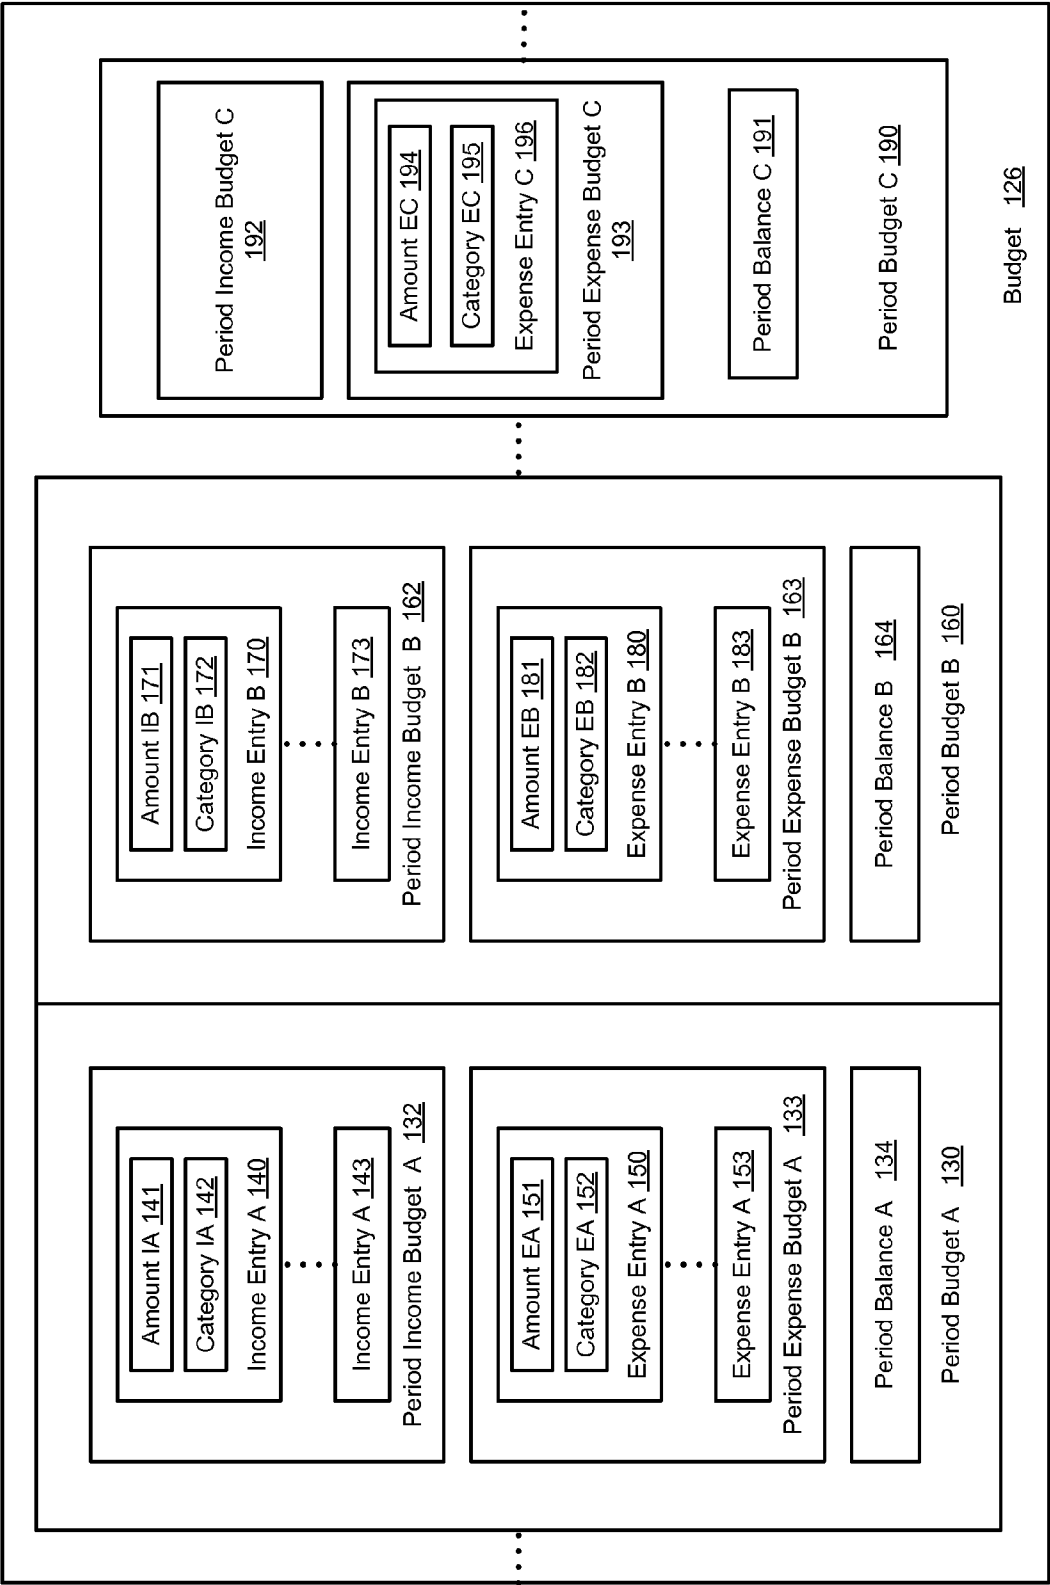 Amount IA 141
Category IA 142
Income Entry A 140
Income Entry A 143
Period Income Budget A 132
Amount EA 151
Category EA 152
Expense Entry A 150
Expense Entry A 153
Period Expense Budget A 133
Period Balance A 134
Period Budget A 130
Amount IB 171
Category IB 172
Income Entry B 170
Income Entry B 173
Period Income Budget B 162
Amount EB 181
Category EB 182
Expense Entry B 180
Expense Entry B 183
Period Expense Budget B 163
Period Balance B 164
Period Budget B 160
Period Income Budget C
192
Amount EC 194
Category EC 195
Expense Entry C 196
Period Expense Budget C
193
Period Balance C 191
Period Budget C 190
Budget 126